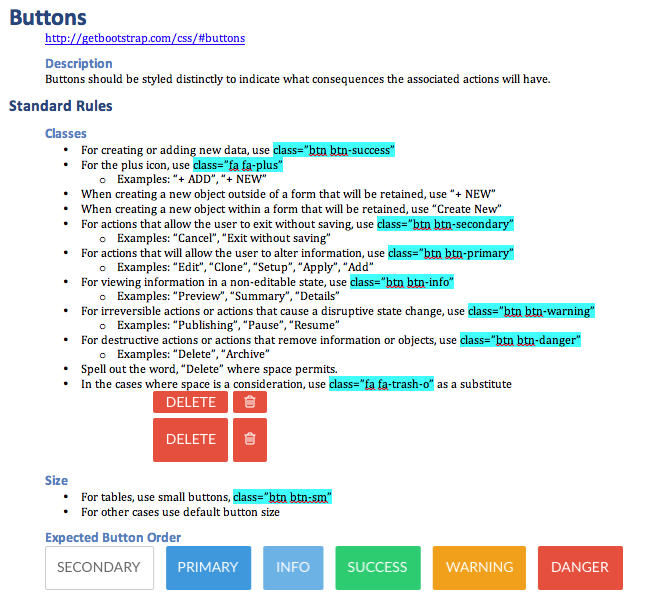 Buttons
http://getbootstrap.com/css/#buttons
Description
Buttons should be styled distinctly to indicate what consequences the associated actions will have.
Standard Rules
Classes
• For creating or adding new data, use class="btn btn-success"
• For the plus icon, use class="fa fa-plus"
o Examples: "+ ADD", "+ NEW"
• When creating a new object outside of a form that will be retained, use "+ NEW"
• When creating a new object within a form that will be retained, use "Create New"
• For actions that allow the user to exit without saving, use class="btn btn-secondary"
o Examples: "Cancel", "Exit without saving"
• For actions that will allow the user to alter information, use class="btn btn-primary"
o Examples: "Edit", "Clone", "Setup", "Apply", "Add"
• For viewing information in a non-editable state, use class="btn btn-info"
o Examples: "Preview", "Summary", "Details"
• For irreversible actions or actions that cause a disruptive state change, use class="btn btn-warning"
o Examples: "Publishing", "Pause", "Resume"
• For destructive actions or actions that remove information or objects, use class="btn btn-danger"
o Examples: "Delete", "Archive"
• Spell out the word, "Delete" where space permits.
• In the cases where space is a consideration, use class="fa fa-trash-o" as a substitute
DELETE
DELETE
Size
• For tables, use small buttons, class="btn btn-sm"
• For other cases use default button size
Expected Button Order
SECONDARY PRIMARY INFO SUCCESS WARNING DANGER